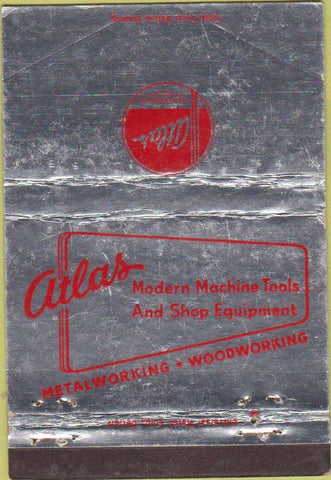 Atlas
Atlas
Modern Machine Tools
And Shop Equipment
METALWORKING * WOODWORKING